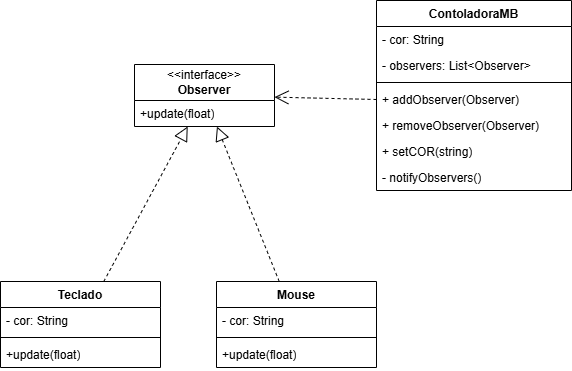 ContoladoraMB
- cor: String
- observers: List<Observer>
+ addObserver(Observer)
+ removeObserver(Observer)
+ setCOR(string)
- notifyObservers()
<<interface>>
Observer
+update(float)
Teclado
- cor: String
+update(float)
Mouse
- cor: String
+update(float)